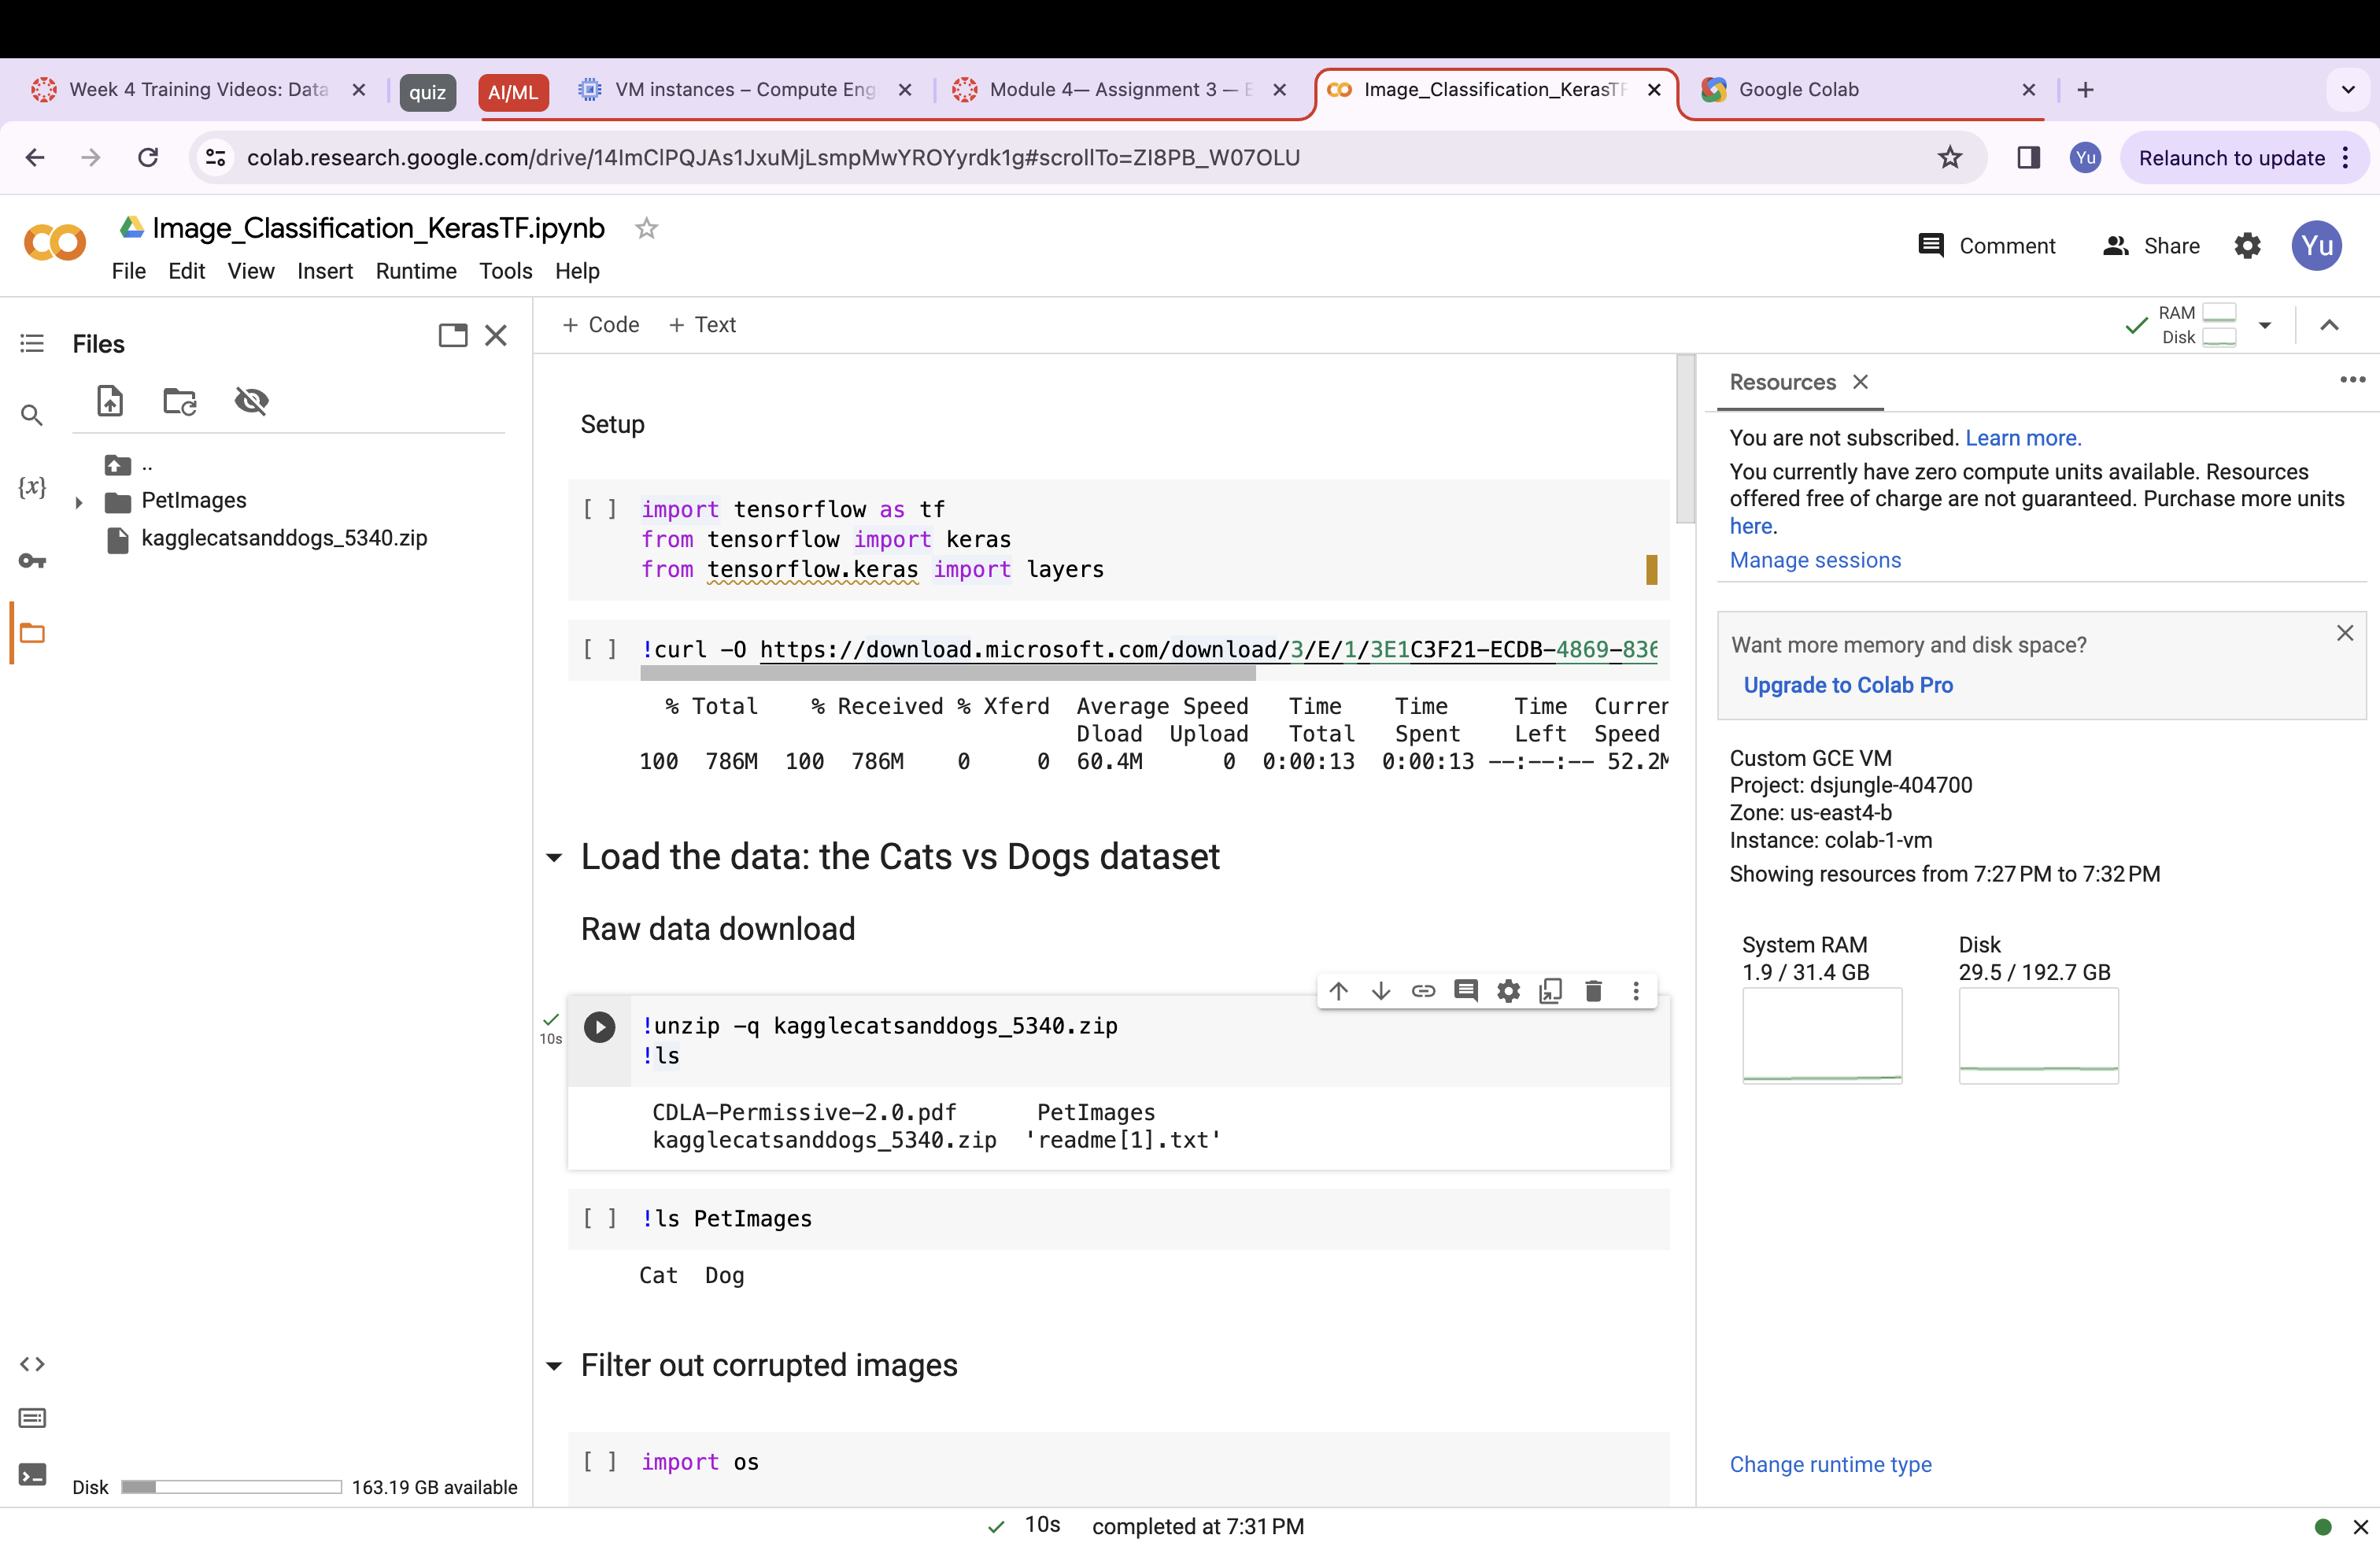 Week 4 Training Videos: Data
quiz
AI/ML
VM instances – Compute Eng
Module 4— Assignment 3 —
Image_Classification_KerasTF
Google Colab
colab.research.google.com/drive/14ImClPQJAs1JxuMjLsmpMwYROYyrdk1g#scrollTo=ZI8PB_W07OLU
Yu
Relaunch to update
Image_Classification_KerasTF.ipynb
File Edit View Insert Runtime Tools Help
Comment
Share
Yu
Files
+ Code + Text
RAM
Disk
..
PetImages
kagglecatsanddogs_5340.zip
{x}
Disk
163.19 GB available
Setup
[ ] import tensorflow as tf
from tensorflow import keras
from tensorflow.keras import layers
[ ] !curl -O https://download.microsoft.com/download/3/E/1/3E1C3F21-ECDB-4869-836
% Total % Received % Xferd Average Speed Time Time Time Curren
Dload Upload Total Spent Left Speed
100 786M 100 786M 0 0 60.4M 0 0:00:13 0:00:13 --:--:-- 52.2M
Load the data: the Cats vs Dogs dataset
Raw data download
10s
!unzip -q kagglecatsanddogs_5340.zip
!ls
CDLA-Permissive-2.0.pdf PetImages
kagglecatsanddogs_5340.zip 'readme[1].txt'
[ ] !ls PetImages
Cat Dog
Filter out corrupted images
[ ] import os
Resources
You are not subscribed. Learn more.
You currently have zero compute units available. Resources
offered free of charge are not guaranteed. Purchase more units
here.
Manage sessions
Want more memory and disk space?
Upgrade to Colab Pro
Custom GCE VM
Project: dsjungle-404700
Zone: us-east4-b
Instance: colab-1-vm
Showing resources from 7:27 PM to 7:32 PM
System RAM
1.9 / 31.4 GB
Disk
29.5 / 192.7 GB
Change runtime type
10s completed at 7:31 PM